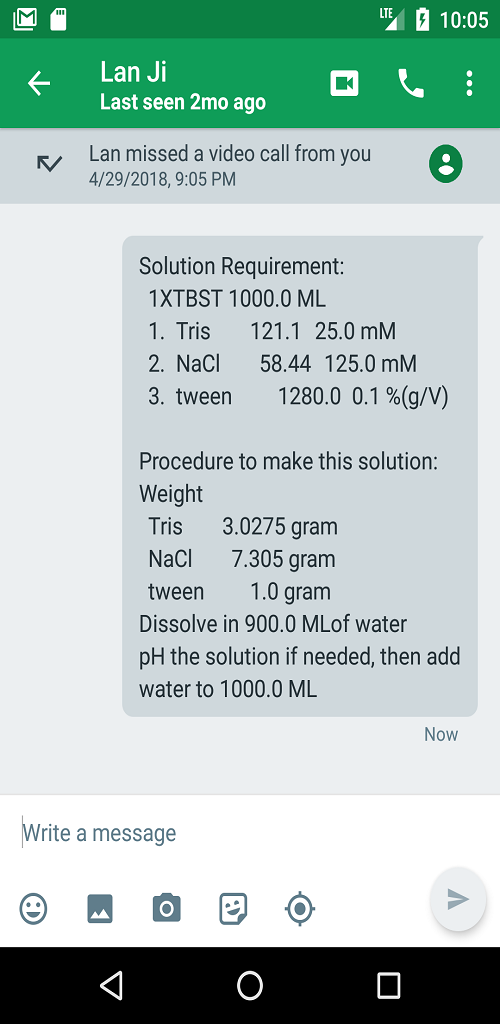 LTE 10:05
Lan Ji
Last seen 2mo ago
Lan missed a video call from you
4/29/2018, 9:05 PM
Solution Requirement:
1XTBST 1000.0 ML
1. Tris 121.1 25.0 mM
2. NaCl 58.44 125.0 mM
3. tween 1280.0 0.1 %(g/V)
Procedure to make this solution:
Weight
Tris 3.0275 gram
NaCl 7.305 gram
tween 1.0 gram
Dissolve in 900.0 MLof water
pH the solution if needed, then add
water to 1000.0 ML
Now
Write a message